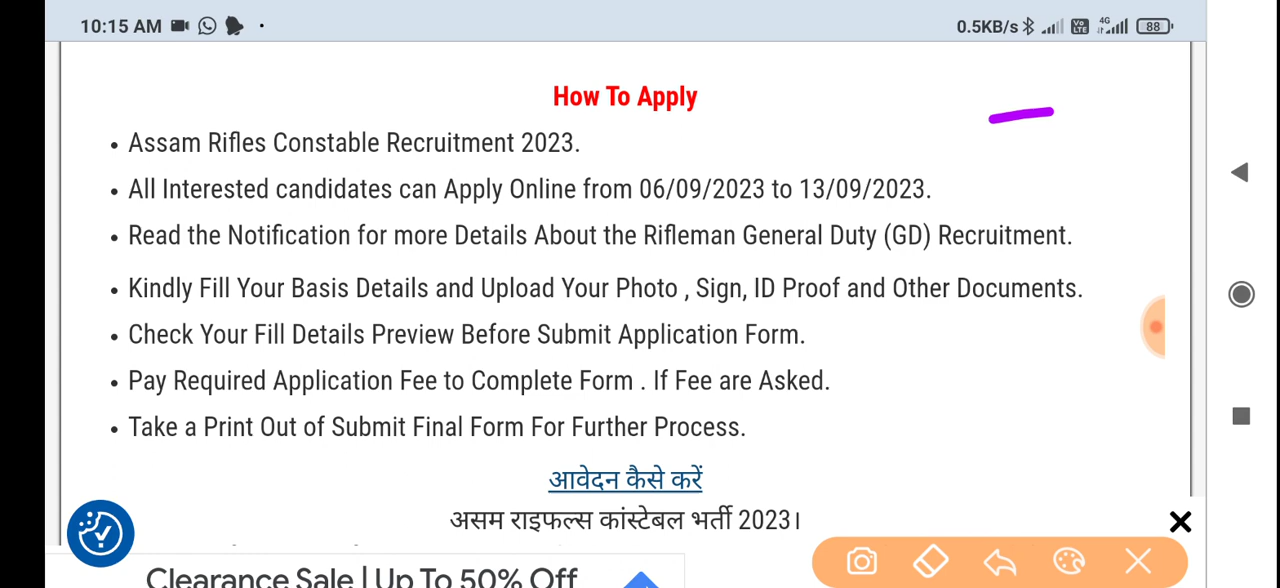 10:15 AM
0.5KB/s Vo LTE 4G 88
How To Apply
Assam Rifles Constable Recruitment 2023.
All Interested candidates can Apply Online from 06/09/2023 to 13/09/2023.
Read the Notification for more Details About the Rifleman General Duty (GD) Recruitment.
Kindly Fill Your Basis Details and Upload Your Photo , Sign, ID Proof and Other Documents.
Check Your Fill Details Preview Before Submit Application Form.
Pay Required Application Fee to Complete Form . If Fee are Asked.
Take a Print Out of Submit Final Form For Further Process.
आवेदन कैसे करें
असम राइफल्स कांस्टेबल भर्ती 2023।
Clearance Sale | Up To 50% Off